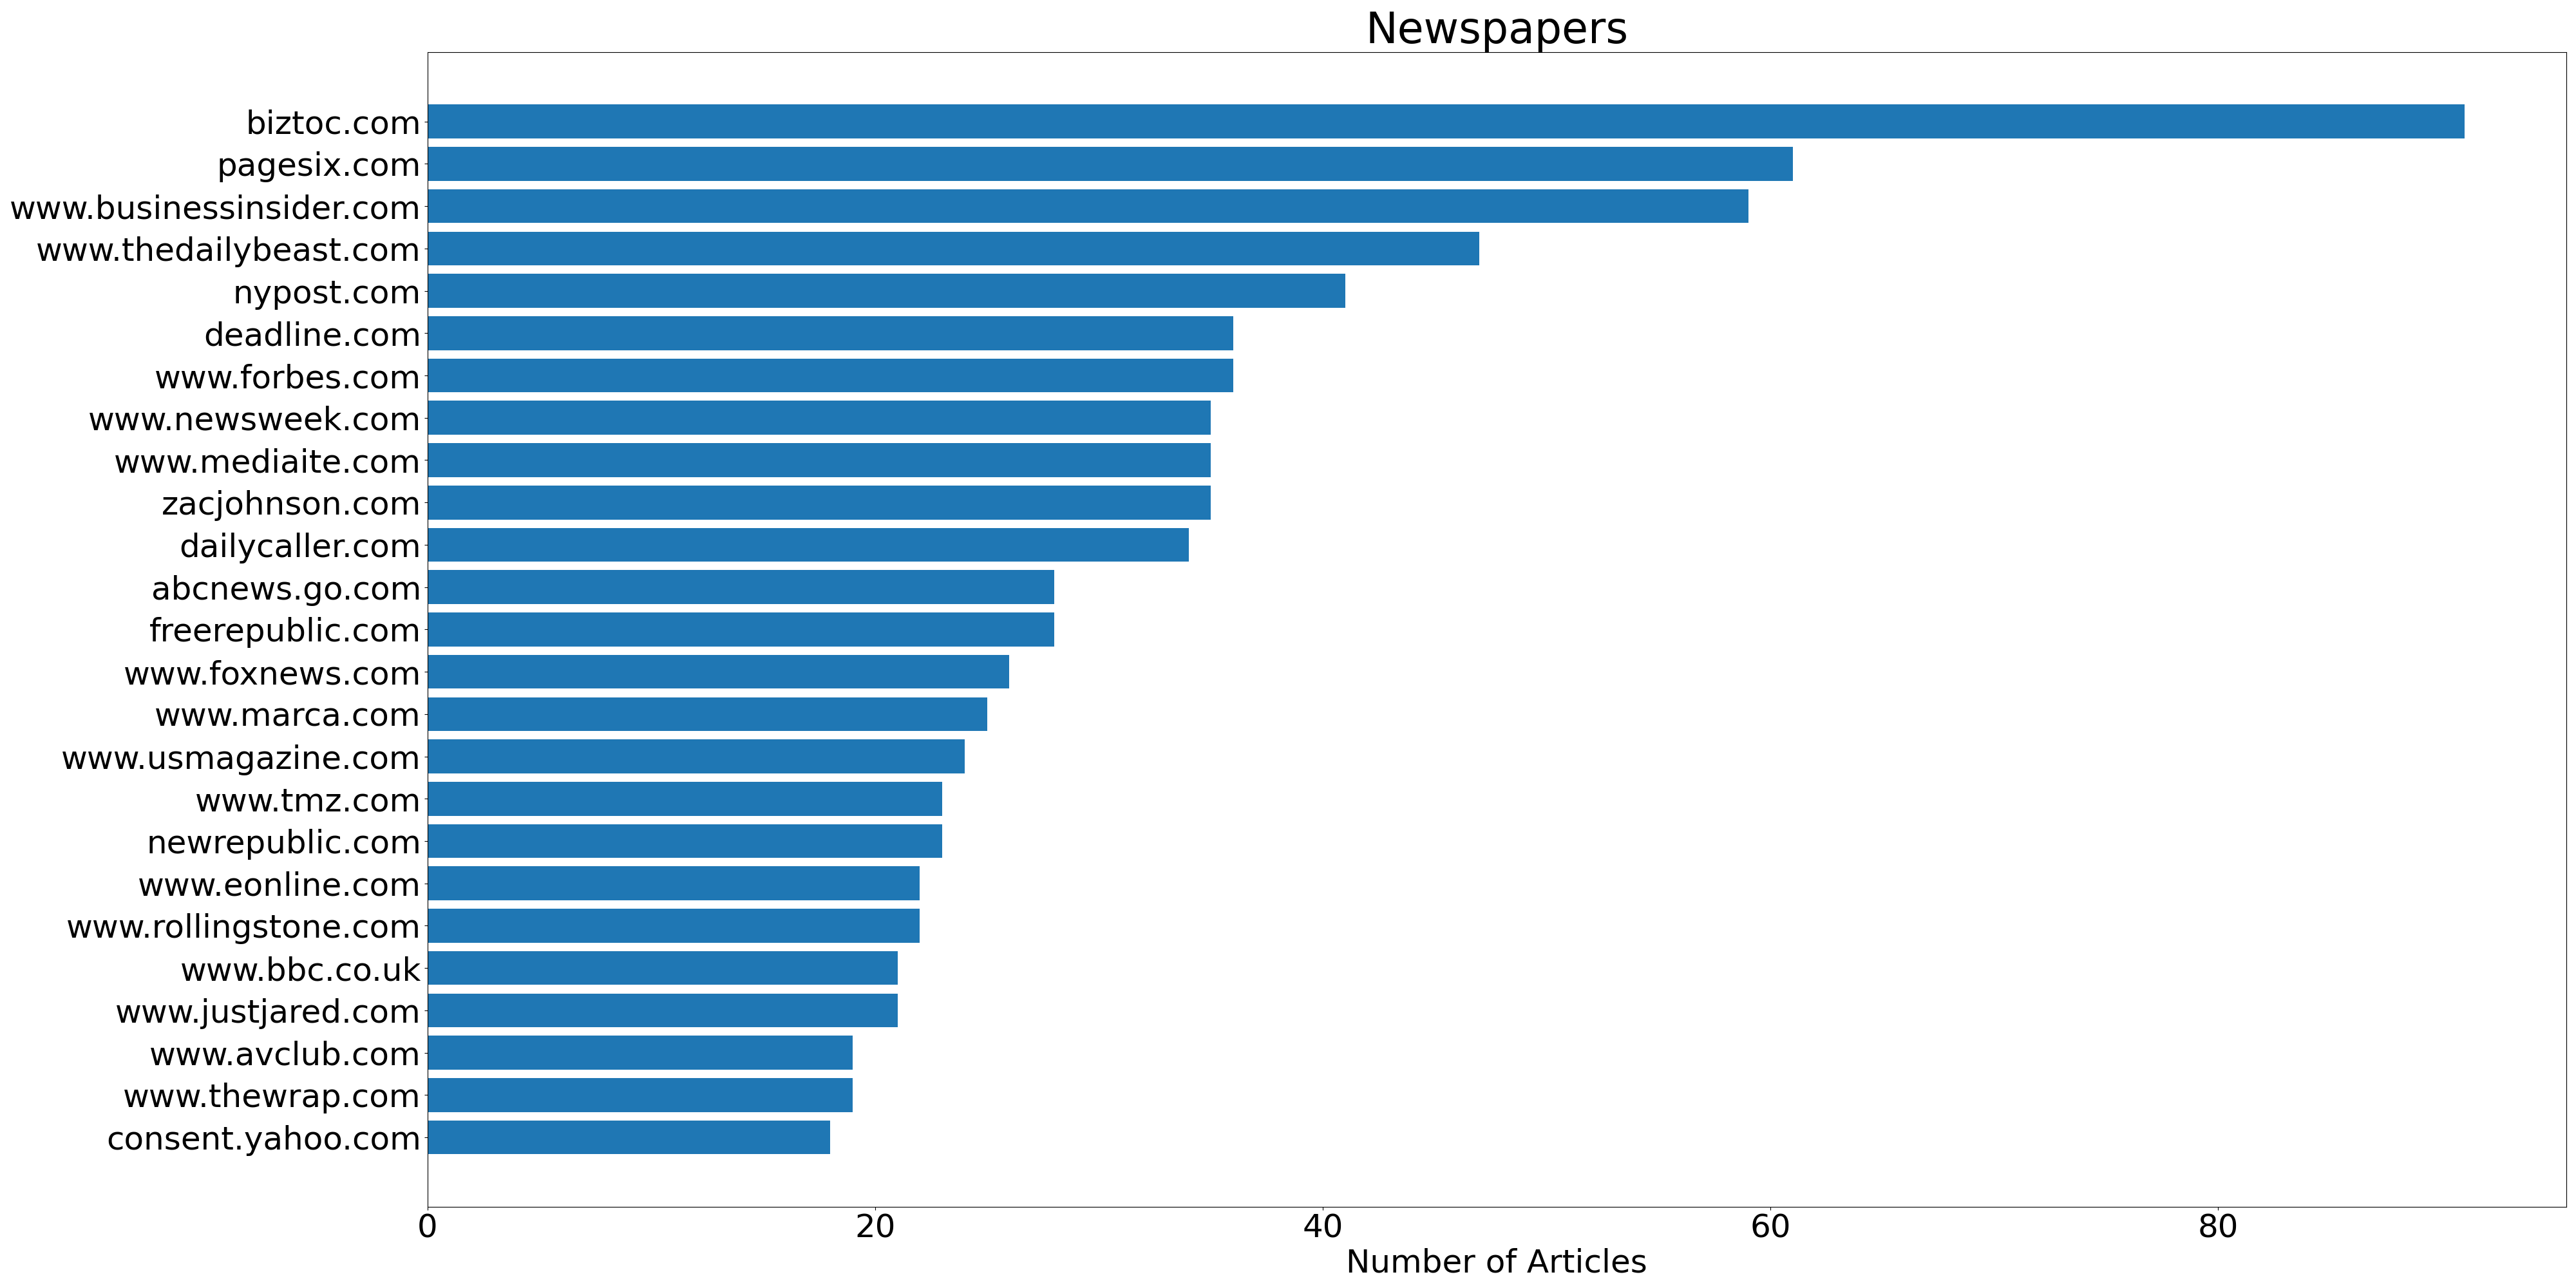 Newspapers
biztoc.com
pagesix.com
www.businessinsider.com
www.thedailybeast.com
nypost.com
deadline.com
www.forbes.com
www.newsweek.com
www.mediaite.com
zacjohnson.com
dailycaller.com
abcnews.go.com
freerepublic.com
www.foxnews.com
www.marca.com
www.usmagazine.com
www.tmz.com
newrepublic.com
www.eonline.com
www.rollingstone.com
www.bbc.co.uk
www.justjared.com
www.avclub.com
www.thewrap.com
consent.yahoo.com
0 20 40 60 80
Number of Articles